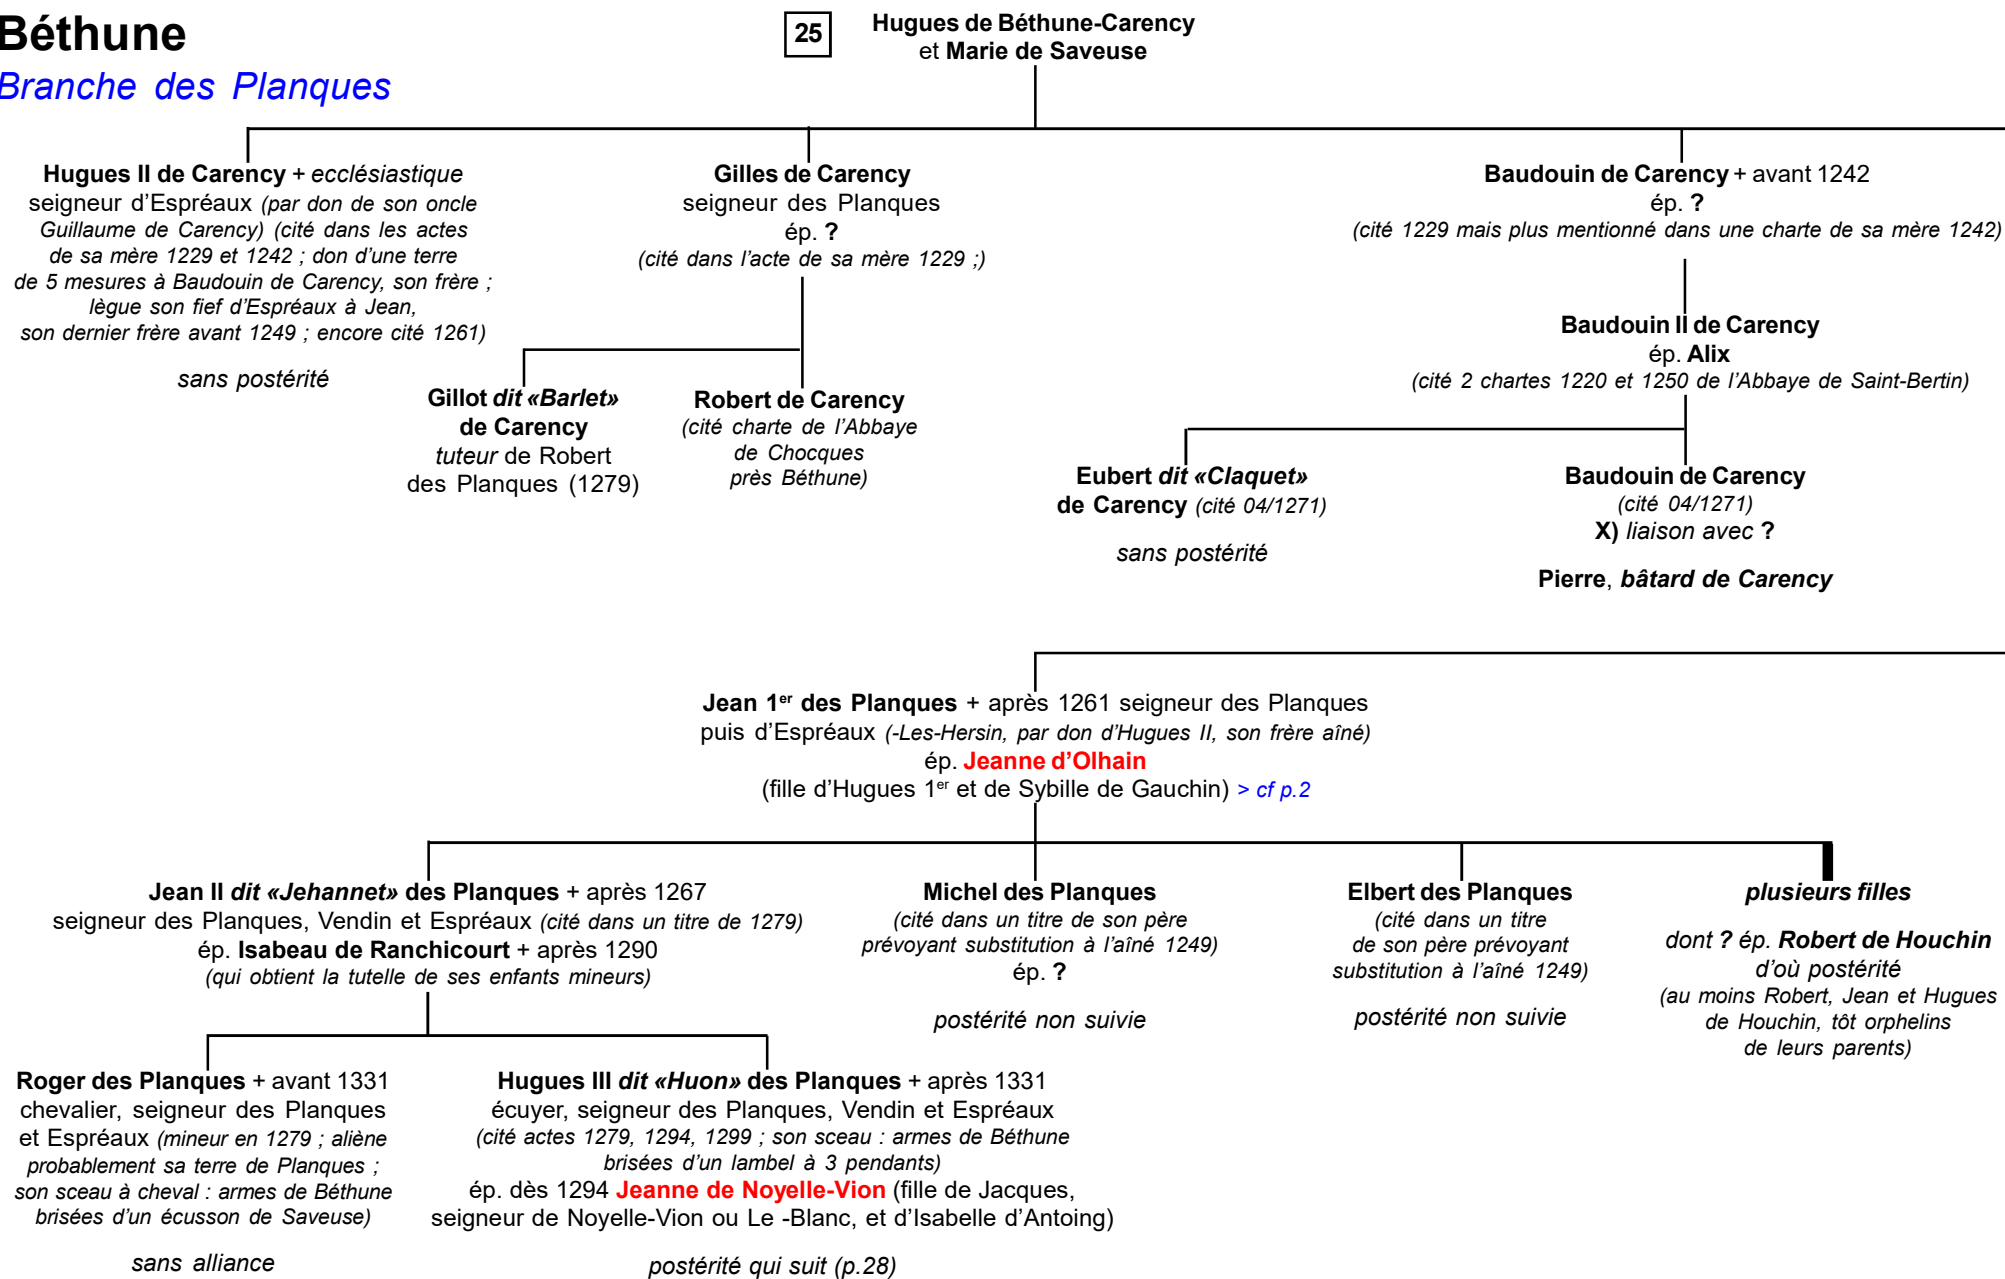 Béthune
Branche des Planques
25
Hugues de Béthune-Carency
et Marie de Saveuse
Hugues II de Carency + ecclésiastique
seigneur d'Espréaux (par don de son oncle
Guillaume de Carency) (cité dans les actes
de sa mère 1229 et 1242 ; don d'une terre
de 5 mesures à Baudouin de Carency, son frère ;
lègue son fief d'Espréaux à Jean,
son dernier frère avant 1249 ; encore cité 1261)
sans postérité
Gilles de Carency
seigneur des Planques
ép. ?
(cité dans l'acte de sa mère 1229 ;)
Baudouin de Carency + avant 1242
ép. ?
(cité 1229 mais plus mentionné dans une charte de sa mère 1242)
Gillot dit «Barlet»
de Carency
tuteur de Robert
des Planques (1279)
Robert de Carency
(cité charte de l'Abbaye
de Chocques
près Béthune)
Baudouin II de Carency
ép. Alix
(cité 2 chartes 1220 et 1250 de l'Abbaye de Saint-Bertin)
Eubert dit «Claquet»
de Carency (cité 04/1271)
sans postérité
Baudouin de Carency
(cité 04/1271)
X) liaison avec ?
Pierre, bâtard de Carency
Jean 1er des Planques + après 1261 seigneur des Planques
puis d'Espréaux (-Les-Hersin, par don d'Hugues II, son frère aîné)
ép. Jeanne d'Olhain
(fille d'Hugues 1er et de Sybille de Gauchin) > cf p.2
Jean II dit «Jehannet» des Planques + après 1267
seigneur des Planques, Vendin et Espréaux (cité dans un titre de 1279)
ép. Isabeau de Ranchicourt + après 1290
(qui obtient la tutelle de ses enfants mineurs)
Michel des Planques
(cité dans un titre de son père
prévoyant substitution à l'aîné 1249)
ép. ?
postérité non suivie
Elbert des Planques
(cité dans un titre
de son père prévoyant
substitution à l'aîné 1249)
postérité non suivie
plusieurs filles
dont ? ép. Robert de Houchin
d'où postérité
(au moins Robert, Jean et Hugues
de Houchin, tôt orphelins
de leurs parents)
Roger des Planques + avant 1331
chevalier, seigneur des Planques
et Espréaux (mineur en 1279 ; aliène
probablement sa terre de Planques ;
son sceau à cheval : armes de Béthune
brisées d'un écusson de Saveuse)
sans alliance
Hugues III dit «Huon» des Planques + après 1331
écuyer, seigneur des Planques, Vendin et Espréaux
(cité actes 1279, 1294, 1299 ; son sceau : armes de Béthune
brisées d'un lambel à 3 pendants)
ép. dès 1294 Jeanne de Noyelle-Vion (fille de Jacques,
seigneur de Noyelle-Vion ou Le -Blanc, et d'Isabelle d'Antoing)
postérité qui suit (p.28)